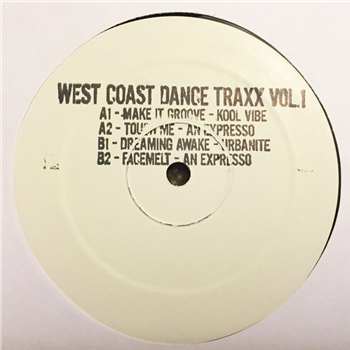 WEST COAST DANCE TRAXX VOL.1
A1 - MAKE IT GROOVE - KOOL VIBE
A2 - TOUCH ME - AN EXPRESSO
B1 - DREAMING AWAKE - URBANITE
B2 - FACEMELT - AN EXPRESSO